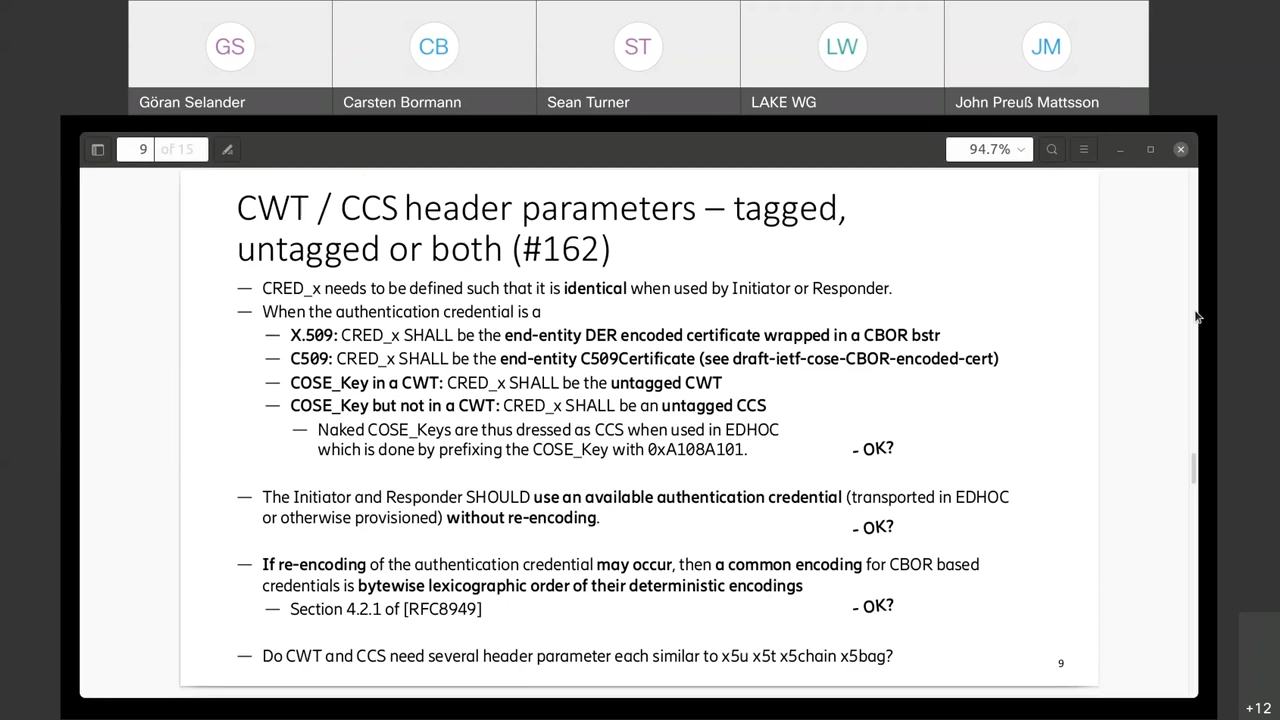 GS
CB
ST
LW
JM
Göran Selander
Carsten Bormann
Sean Turner
LAKE WG
John Preuß Mattsson
9 of 15
94.7%
CWT / CCS header parameters – tagged,
untagged or both (#162)
— CRED_x needs to be defined such that it is identical when used by Initiator or Responder.
— When the authentication credential is a
— X.509: CRED_x SHALL be the end-entity DER encoded certificate wrapped in a CBOR bstr
— C509: CRED_x SHALL be the end-entity C509Certificate (see draft-ietf-cose-CBOR-encoded-cert)
— COSE_Key in a CWT: CRED_x SHALL be the untagged CWT
— COSE_Key but not in a CWT: CRED_x SHALL be an untagged CCS
— Naked COSE_Keys are thus dressed as CCS when used in EDHOC
which is done by prefixing the COSE_Key with 0xA108A101.
- OK?
— The Initiator and Responder SHOULD use an available authentication credential (transported in EDHOC
or otherwise provisioned) without re-encoding.
- OK?
— If re-encoding of the authentication credential may occur, then a common encoding for CBOR based
credentials is bytewise lexicographic order of their deterministic encodings
— Section 4.2.1 of [RFC8949]
- OK?
— Do CWT and CCS need several header parameter each similar to x5u x5t x5chain x5bag?
9
+12